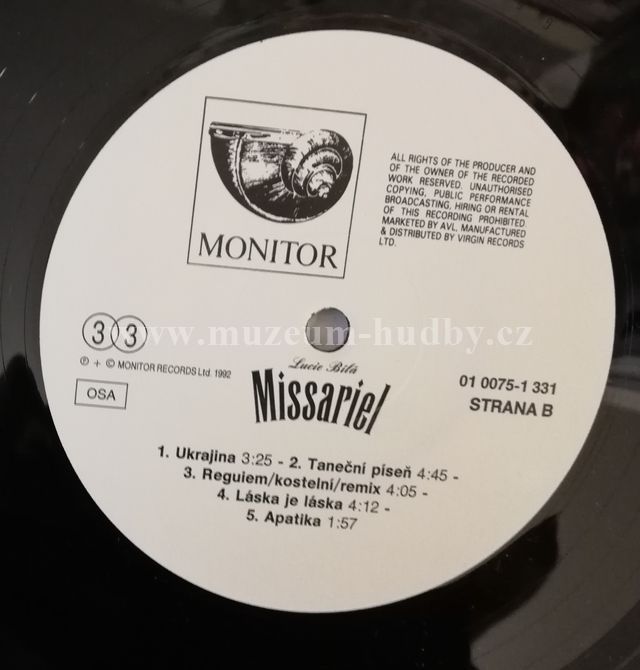 MONITOR
ALL RIGHTS OF THE PRODUCER AND
OF THE OWNER OF THE RECORDED
WORK RESERVED. UNAUTHORISED
COPYING, PUBLIC PERFORMANCE
BROADCASTING, HIRING OR RENTAL
OF THIS RECORDING PROHIBITED.
MARKETED BY AVL. MANUFACTURED
& DISTRIBUTED BY VIRGIN RECORDS
LTD.
33
www.muzeum-hudby.cz
℗ + © MONITOR RECORDS Ltd. 1992
OSA
Lucie Bílá
Missariel
01 0075-1 331
STRANA B
1. Ukrajina 3:25 - 2. Taneční píseň 4:45 -
3. Reguiem/kostelní/remix 4:05 -
4. Láska je láska 4:12 -
5. Apatika 1:57